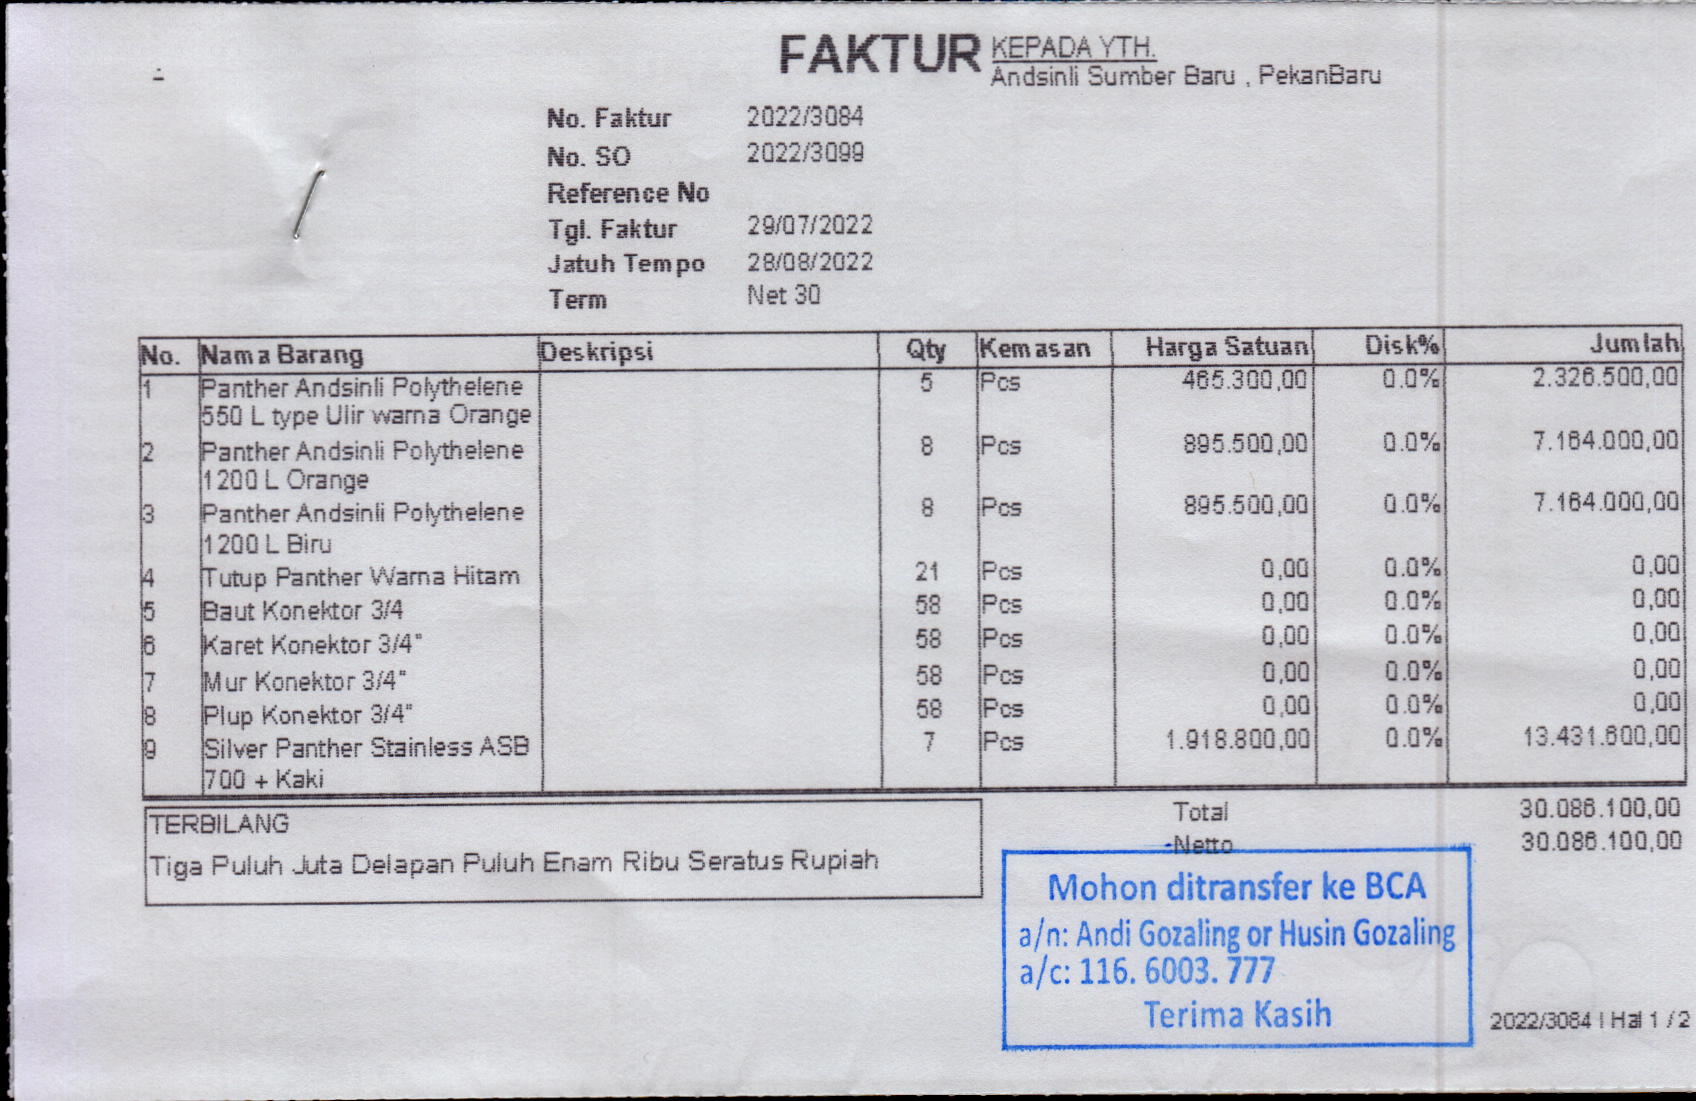 FAKTUR
KEPADA YTH.
Andsinli Sumber Baru , PekanBaru
No. Faktur 2022/3084
No. SO 2022/3099
Reference No
Tgl. Faktur 29/07/2022
Jatuh Tempo 28/08/2022
Term Net 30
No. Nama Barang Deskripsi Qty Kemasan Harga Satuan Disk% Jumlah
1 Panther Andsinli Polythelene 5 Pcs 465.300,00 0.0% 2.326.500,00
550 L type Ulir warna Orange
2 Panther Andsinli Polythelene 8 Pcs 895.500,00 0.0% 7.164.000,00
1200 L Orange
3 Panther Andsinli Polythelene 8 Pcs 895.500,00 0.0% 7.164.000,00
1200 L Biru
4 Tutup Panther Warna Hitam 21 Pcs 0,00 0.0% 0,00
5 Baut Konektor 3/4 58 Pcs 0,00 0.0% 0,00
6 Karet Konektor 3/4" 58 Pcs 0,00 0.0% 0,00
7 Mur Konektor 3/4" 58 Pcs 0,00 0.0% 0,00
8 Plup Konektor 3/4" 58 Pcs 0,00 0.0% 0,00
9 Silver Panther Stainless ASB 7 Pcs 1.918.800,00 0.0% 13.431.600,00
700 + Kaki
TERBILANG
Tiga Puluh Juta Delapan Puluh Enam Ribu Seratus Rupiah
Total 30.086.100,00
Netto 30.086.100,00
Mohon ditransfer ke BCA
a/n: Andi Gozaling or Husin Gozaling
a/c: 116. 6003. 777
Terima Kasih
2022/3084 | Hal 1 / 2